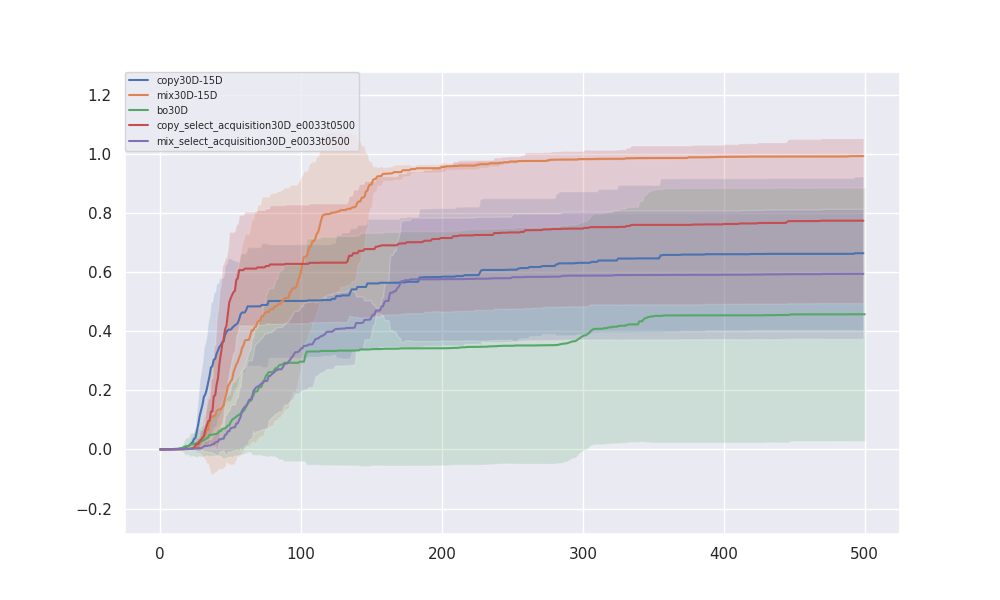 copy30D-15D
mix30D-15D
bo30D
copy_select_acquisition30D_e0033t0500
mix_select_acquisition30D_e0033t0500
1.2
1.0
0.8
0.6
0.4
0.2
0.0
−0.2
0 100 200 300 400 500